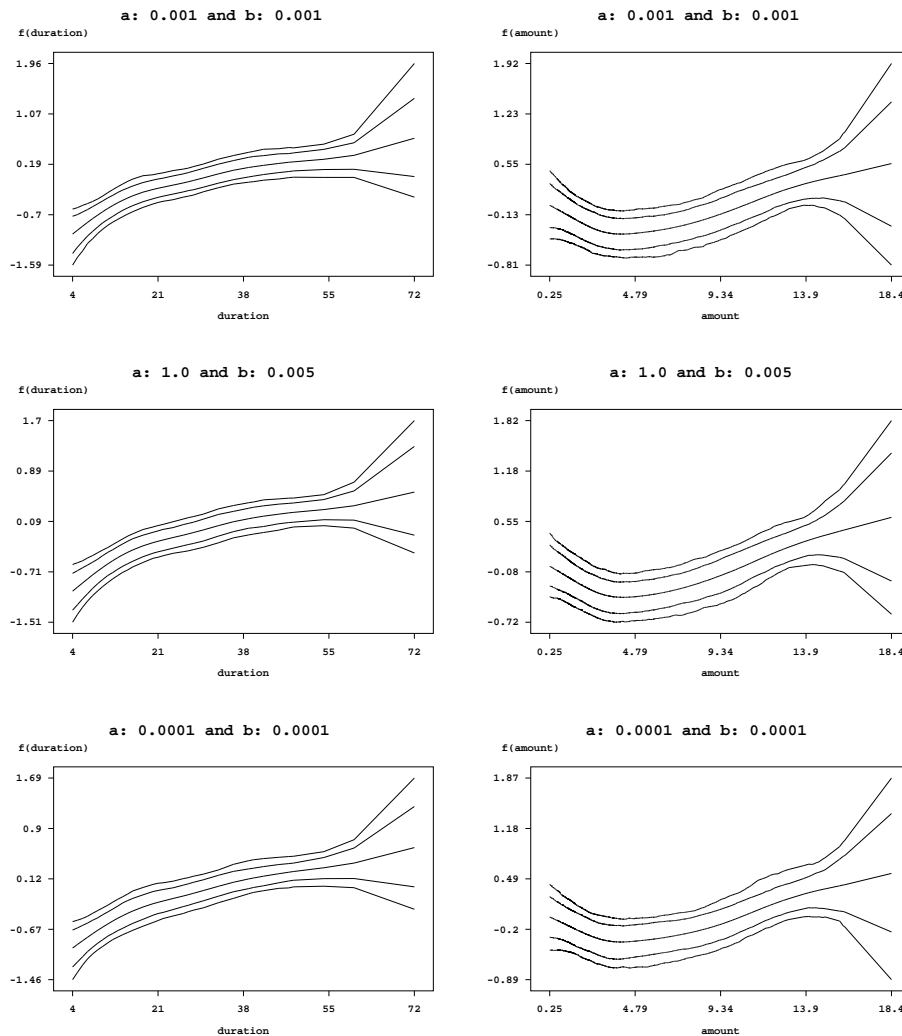 a: 0.001 and b: 0.001
f(duration)
1.96
1.07
0.19
-0.7
-1.59
4 21 38 55 72
duration
a: 0.001 and b: 0.001
f(amount)
1.92
1.23
0.55
-0.13
-0.81
0.25 4.79 9.34 13.9 18.4
amount
a: 1.0 and b: 0.005
f(duration)
1.7
0.89
0.09
-0.71
-1.51
4 21 38 55 72
duration
a: 1.0 and b: 0.005
f(amount)
1.82
1.18
0.55
-0.08
-0.72
0.25 4.79 9.34 13.9 18.4
amount
a: 0.0001 and b: 0.0001
f(duration)
1.69
0.9
0.12
-0.67
-1.46
4 21 38 55 72
duration
a: 0.0001 and b: 0.0001
f(amount)
1.87
1.18
0.49
-0.2
-0.89
0.25 4.79 9.34 13.9 18.4
amount